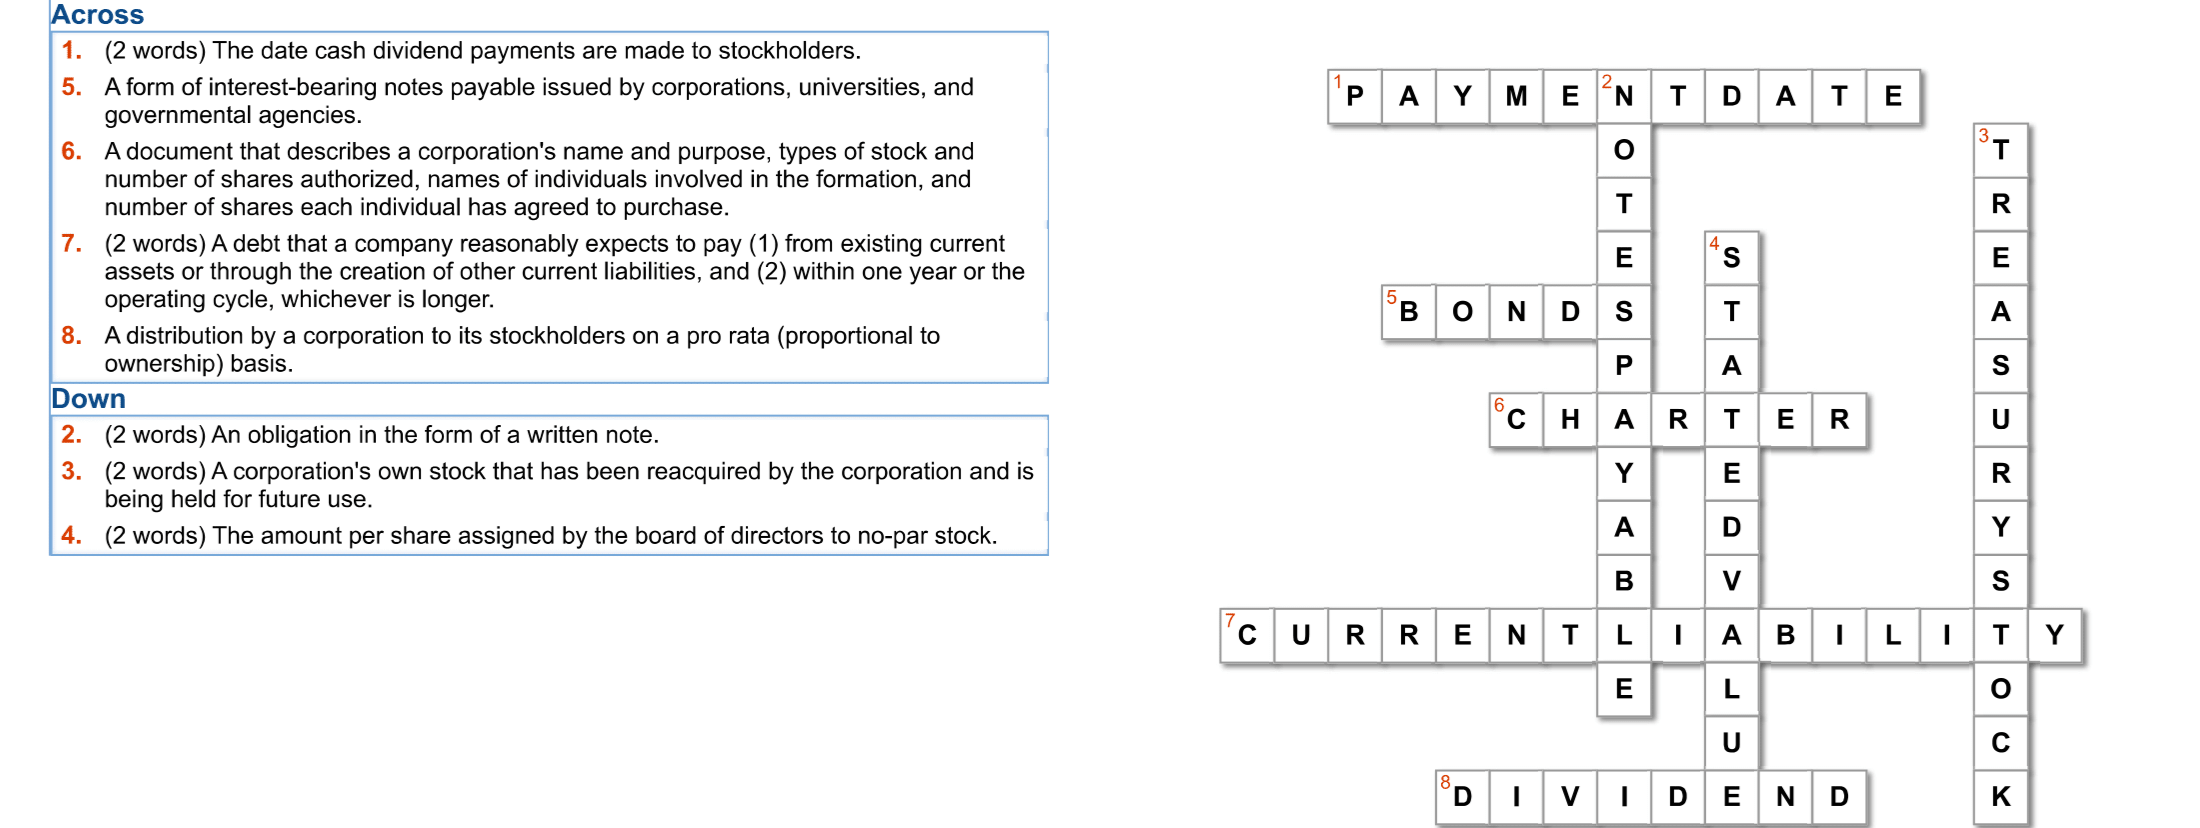 Across
1. (2 words) The date cash dividend payments are made to stockholders.
5. A form of interest-bearing notes payable issued by corporations, universities, and
governmental agencies.
6. A document that describes a corporation's name and purpose, types of stock and
number of shares authorized, names of individuals involved in the formation, and
number of shares each individual has agreed to purchase.
7. (2 words) A debt that a company reasonably expects to pay (1) from existing current
assets or through the creation of other current liabilities, and (2) within one year or the
operating cycle, whichever is longer.
8. A distribution by a corporation to its stockholders on a pro rata (proportional to
ownership) basis.
Down
2. (2 words) An obligation in the form of a written note.
3. (2 words) A corporation's own stock that has been reacquired by the corporation and is
being held for future use.
4. (2 words) The amount per share assigned by the board of directors to no-par stock.
1 P A Y M E 2 N T D A T E
O 3 T
T R
E 4 S E
5 B O N D S T A
P A S
6 C H A R T E R U
Y E R
A D Y
B V S
7 C U R R E N T L I A B I L I T Y
E L O
U C
8 D I V I D E N D K